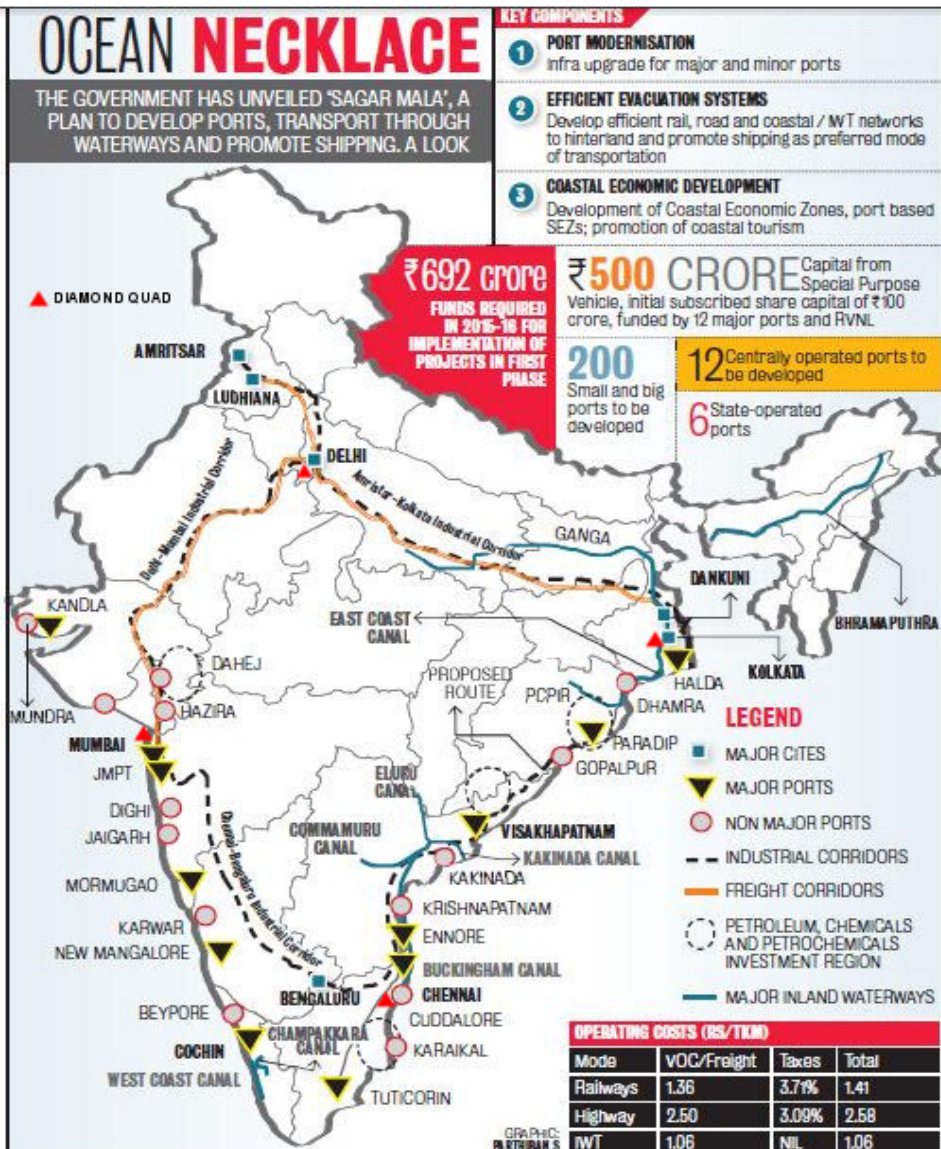 OCEAN NECKLACE
THE GOVERNMENT HAS UNVEILED 'SAGAR MALA', A
PLAN TO DEVELOP PORTS, TRANSPORT THROUGH
WATERWAYS AND PROMOTE SHIPPING. A LOOK
KEY COMPONENTS
1 PORT MODERNISATION
Infra upgrade for major and minor ports
2 EFFICIENT EVACUATION SYSTEMS
Develop efficient rail, road and coastal / IWT networks
to hinterland and promote shipping as preferred mode
of transportation
3 COASTAL ECONOMIC DEVELOPMENT
Development of Coastal Economic Zones, port based
SEZs; promotion of coastal tourism
₹692 crore
FUNDS REQUIRED
IN 2015-16 FOR
IMPLEMENTATION OF
PROJECTS IN FIRST
PHASE
₹500 CRORE Capital from
Special Purpose
Vehicle, initial subscribed share capital of ₹100
crore, funded by 12 major ports and RVNL
200
Small and big
ports to be
developed
12 Centrally operated ports to
be developed
6 State-operated
ports
DIAMOND QUAD
AMRITSAR
LUDHIANA
DELHI
Delhi-Mumbai Industrial Corridor
Amristar-Kolkata Industrial Corridor
GANGA
DANKUNI
BHRAMAPUTHRA
KOLKATA
EAST COAST
CANAL
HALDA
KANDLA
MUNDRA
DAHEJ
HAZIRA
PROPOSED
ROUTE
PCPIR
DHAMRA
PARADIP
GOPALPUR
MUMBAI
JMPT
DIGHI
JAIGARH
ELURU
CANAL
COMMAMURU
CANAL
VISAKHAPATNAM
KAKINADA CANAL
KAKINADA
MORMUGAO
KARWAR
NEW MANGALORE
Chennai-Bengaluru Industrial Corridor
KRISHNAPATNAM
ENNORE
BUCKINGHAM CANAL
BENGALURU
CHENNAI
CUDDALORE
BEYPORE
CHAMPAKKARA
CANAL
KARAIKAL
COCHIN
WEST COAST CANAL
TUTICORIN
LEGEND
MAJOR CITES
MAJOR PORTS
NON MAJOR PORTS
INDUSTRIAL CORRIDORS
FREIGHT CORRIDORS
PETROLEUM, CHEMICALS
AND PETROCHEMICALS
INVESTMENT REGION
MAJOR INLAND WATERWAYS
OPERATING COSTS (RS/TKM)
Mode VOC/Freight Taxes Total
Railways 1.36 3.71% 1.41
Highway 2.50 3.09% 2.58
IWT 1.06 NIL 1.06
GRAPHIC:
PARTHIBAN S